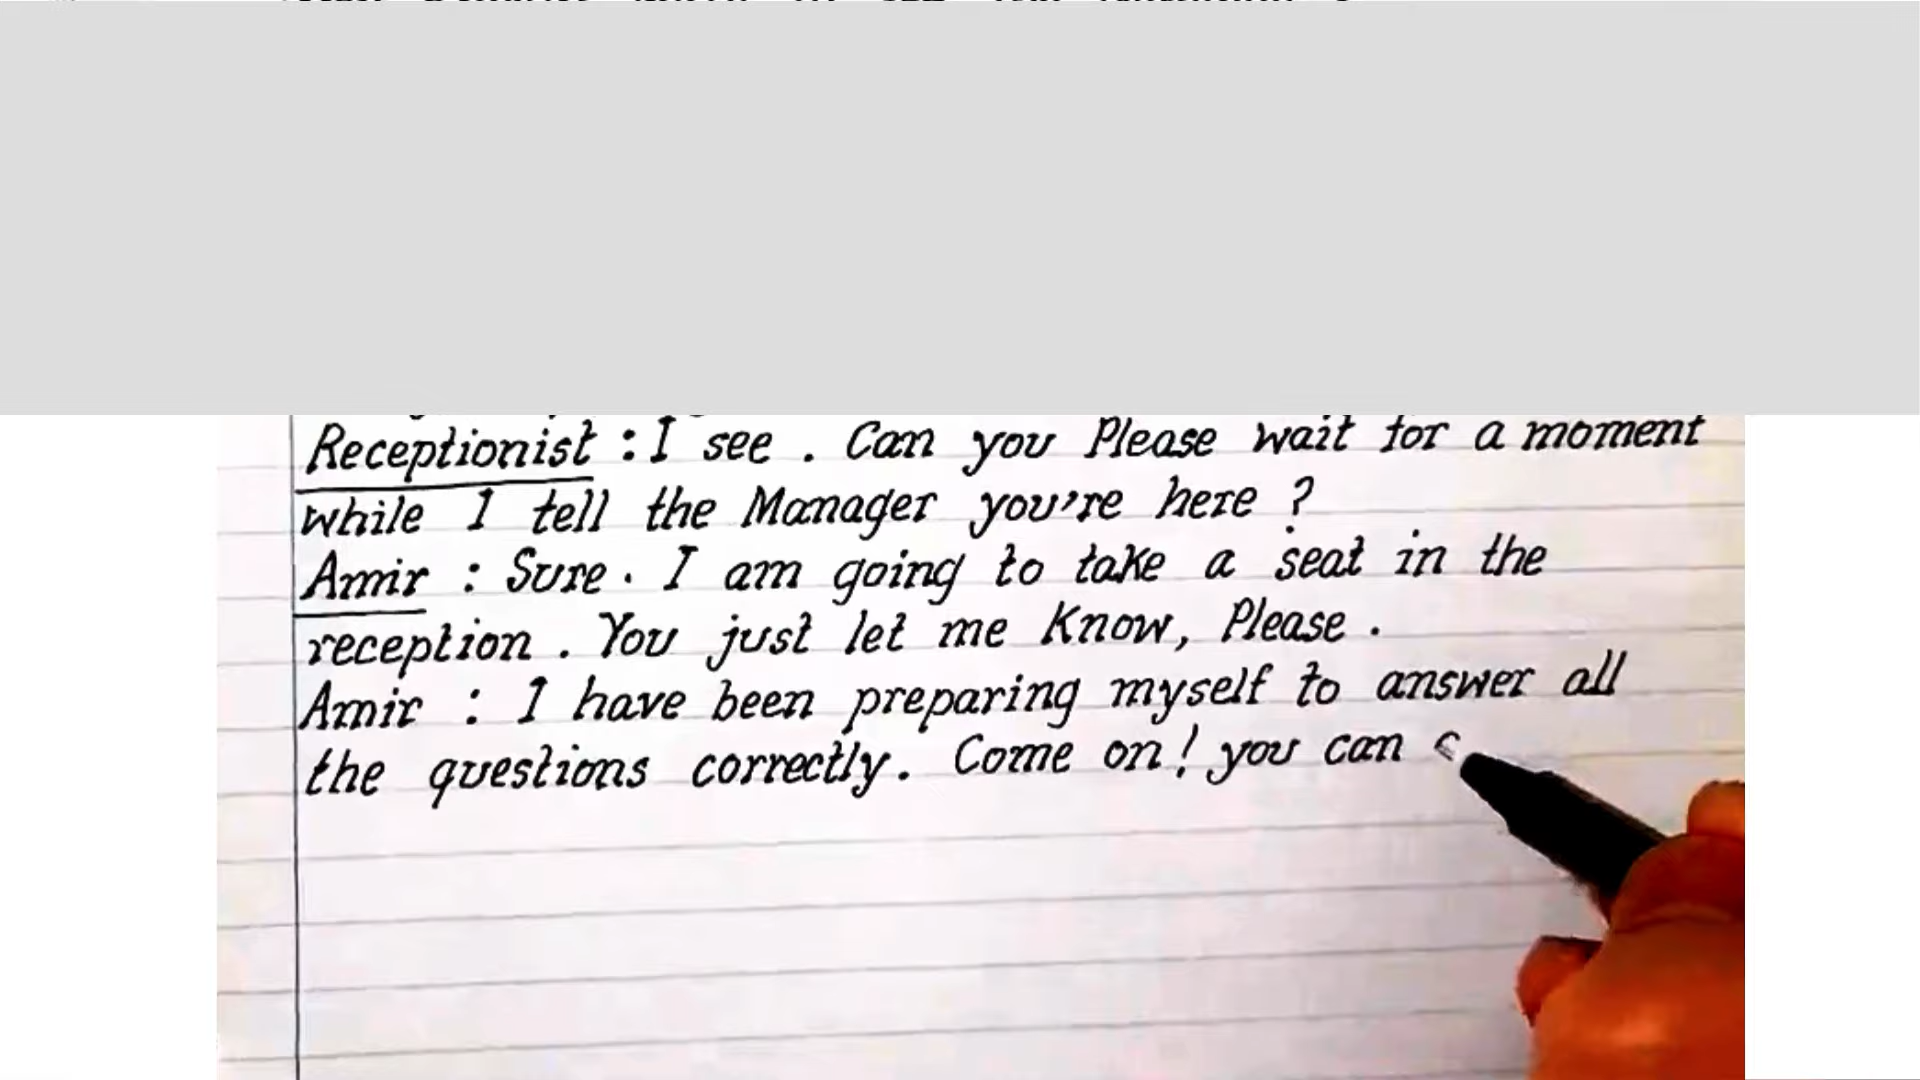 Receptionist : I see . Can you Please wait for a moment
while I tell the Manager you're here ?
Amir : Sure . I am going to take a seat in the
reception . You just let me Know, Please .
Amir : I have been preparing myself to answer all
the questions correctly. Come on! you can